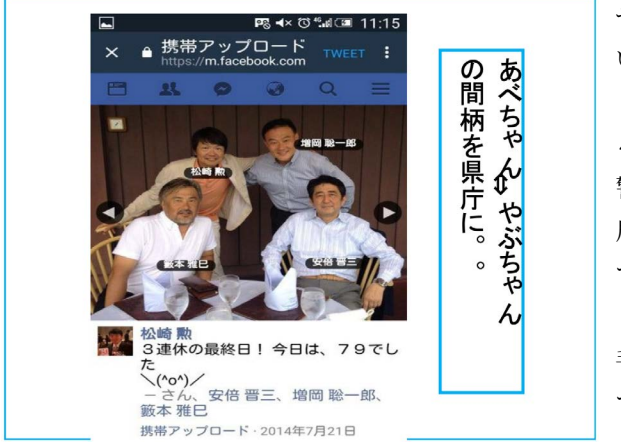 11:15
携帯アップロード
https://m.facebook.com
TWEET
増岡 聡一郎
松崎 勲
籔本 雅巳
安倍 晋三
松崎 勲
3連休の最終日! 今日は、79でし
た
＼(^o^)／
— さん、安倍 晋三、増岡 聡一郎、
籔本 雅巳
携帯アップロード · 2014年7月21日
あべちゃん⇔やぶちゃん
の間柄を県庁に。。